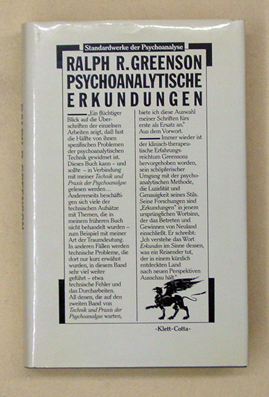 Standardwerke der Psychoanalyse
RALPH R. GREENSON
PSYCHOANALYTISCHE
ERKUNDUNGEN
„Ein flüchtiger
Blick auf die Über-
schriften der einzelnen
Arbeiten zeigt, daß fast
die Hälfte von ihnen
spezifischen Problemen
der psychoanalytischen
Technik gewidmet ist.
Dieses Buch kann – und
sollte – in Verbindung
mit meiner Technik und
Praxis der Psychoanalyse
gelesen werden....
Andererseits beschäfti-
gen sich viele der
technischen Aufsätze
mit Themen, die in
meinem früheren Buch
nicht behandelt wurden –
zum Beispiel mit meiner
Art der Traumdeutung.
In anderen Fällen werden
technische Probleme, die
dort nur kurz erwähnt
wurden, in diesem Band
sehr viel weiter
geführt – etwa
technische Fehler und
das Durcharbeiten.
All denen, die auf den
zweiten Band von
Technik und Praxis der
Psychoanalyse warten,
biete ich diese Auswahl
meiner Schriften fürs
erste als Ersatz an.“
Aus dem Vorwort.
Immer wieder ist
der klinisch-therapeu-
tische Erfahrungs-
reichtum Greensons
hervorgehoben worden,
sein schöpferischer
Umgang mit der psycho-
analytischen Methode,
die Luzidität und
Genauigkeit seines Stils.
Seine Forschungen sind
„Erkundungen“ in jenem
ursprünglichen Wortsinn,
der das Betreten und
Gewinnen von Neuland
einschließt. Er schreibt:
„Ich verstehe das Wort
Erkunden im Sinne dessen,
was ein Reisender tut,
der in einem kürzlich
entdeckten Land
nach neuen Perspektiven
Ausschau hält.“
-Klett-Cotta-